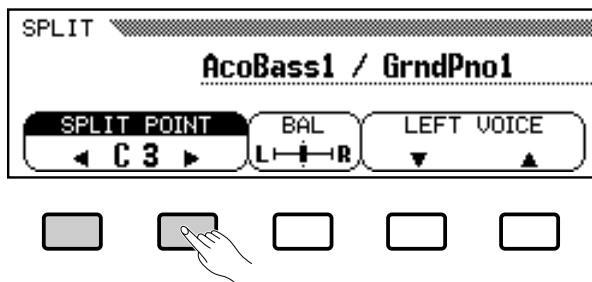 SPLIT
AcoBass1 / GrndPno1
SPLIT POINT BAL LEFT VOICE
◄ C 3 ► L R ▼ ▲